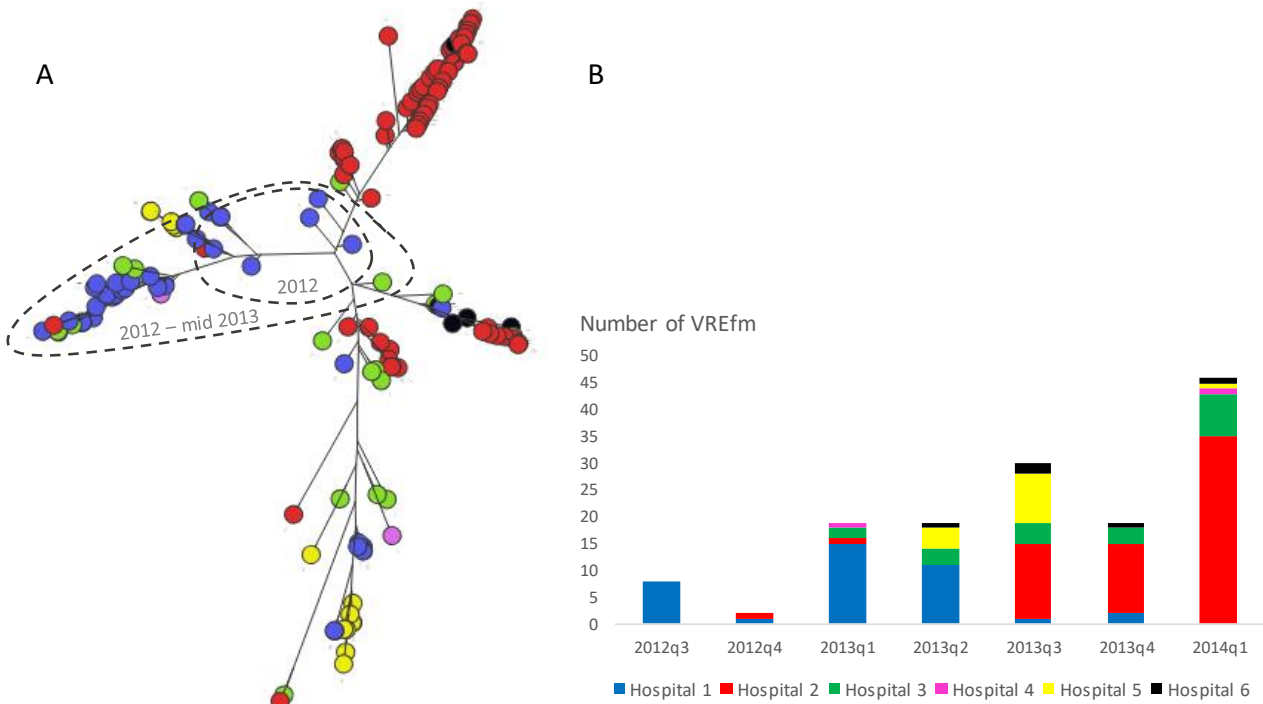 A
B
2012
2012 – mid 2013
Number of VREfm
50
45
40
35
30
25
20
15
10
5
0
2012q3 2012q4 2013q1 2013q2 2013q3 2013q4 2014q1
Hospital 1 Hospital 2 Hospital 3 Hospital 4 Hospital 5 Hospital 6